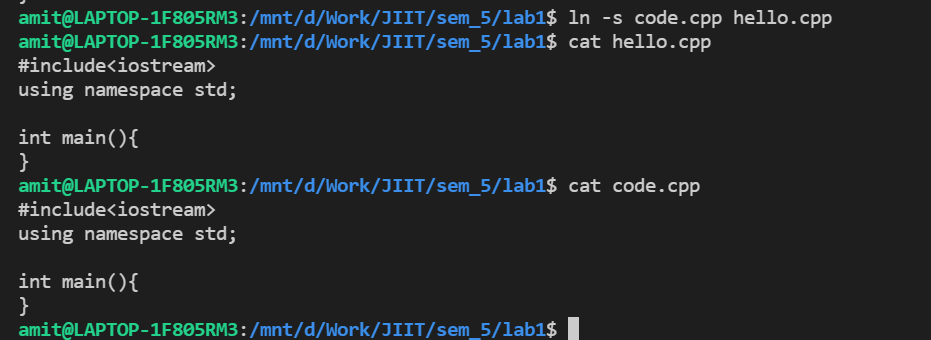 amit@LAPTOP-1F805RM3:/mnt/d/Work/JIIT/sem_5/lab1$ ln -s code.cpp hello.cpp
amit@LAPTOP-1F805RM3:/mnt/d/Work/JIIT/sem_5/lab1$ cat hello.cpp
#include<iostream>
using namespace std;

int main(){
}
amit@LAPTOP-1F805RM3:/mnt/d/Work/JIIT/sem_5/lab1$ cat code.cpp
#include<iostream>
using namespace std;

int main(){
}
amit@LAPTOP-1F805RM3:/mnt/d/Work/JIIT/sem_5/lab1$